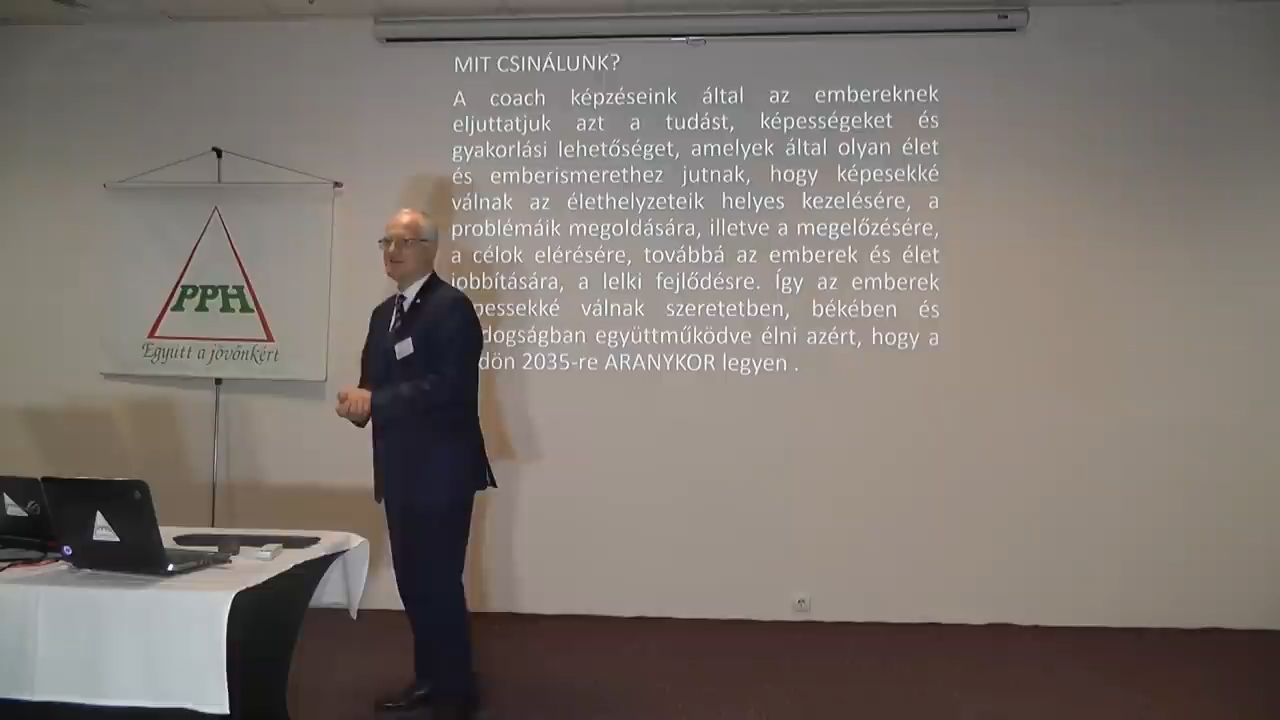 MIT CSINÁLUNK?
A coach képzéseink által az embereknek
eljuttatjuk azt a tudást, képességeket és
gyakorlási lehetőséget, amelyek által olyan élet
és emberismerethez jutnak, hogy képesekké
válnak az élethelyzeteik helyes kezelésére, a
problémáik megoldására, illetve a megelőzésére,
a célok elérésére, továbbá az emberek és élet
jobbítására, a lelki fejlődésre. Így az emberek
válnak szeretetben, békében és
együttműködve élni azért, hogy a
2035-re ARANYKOR legyen .
PPH
Együtt a jövőnkért